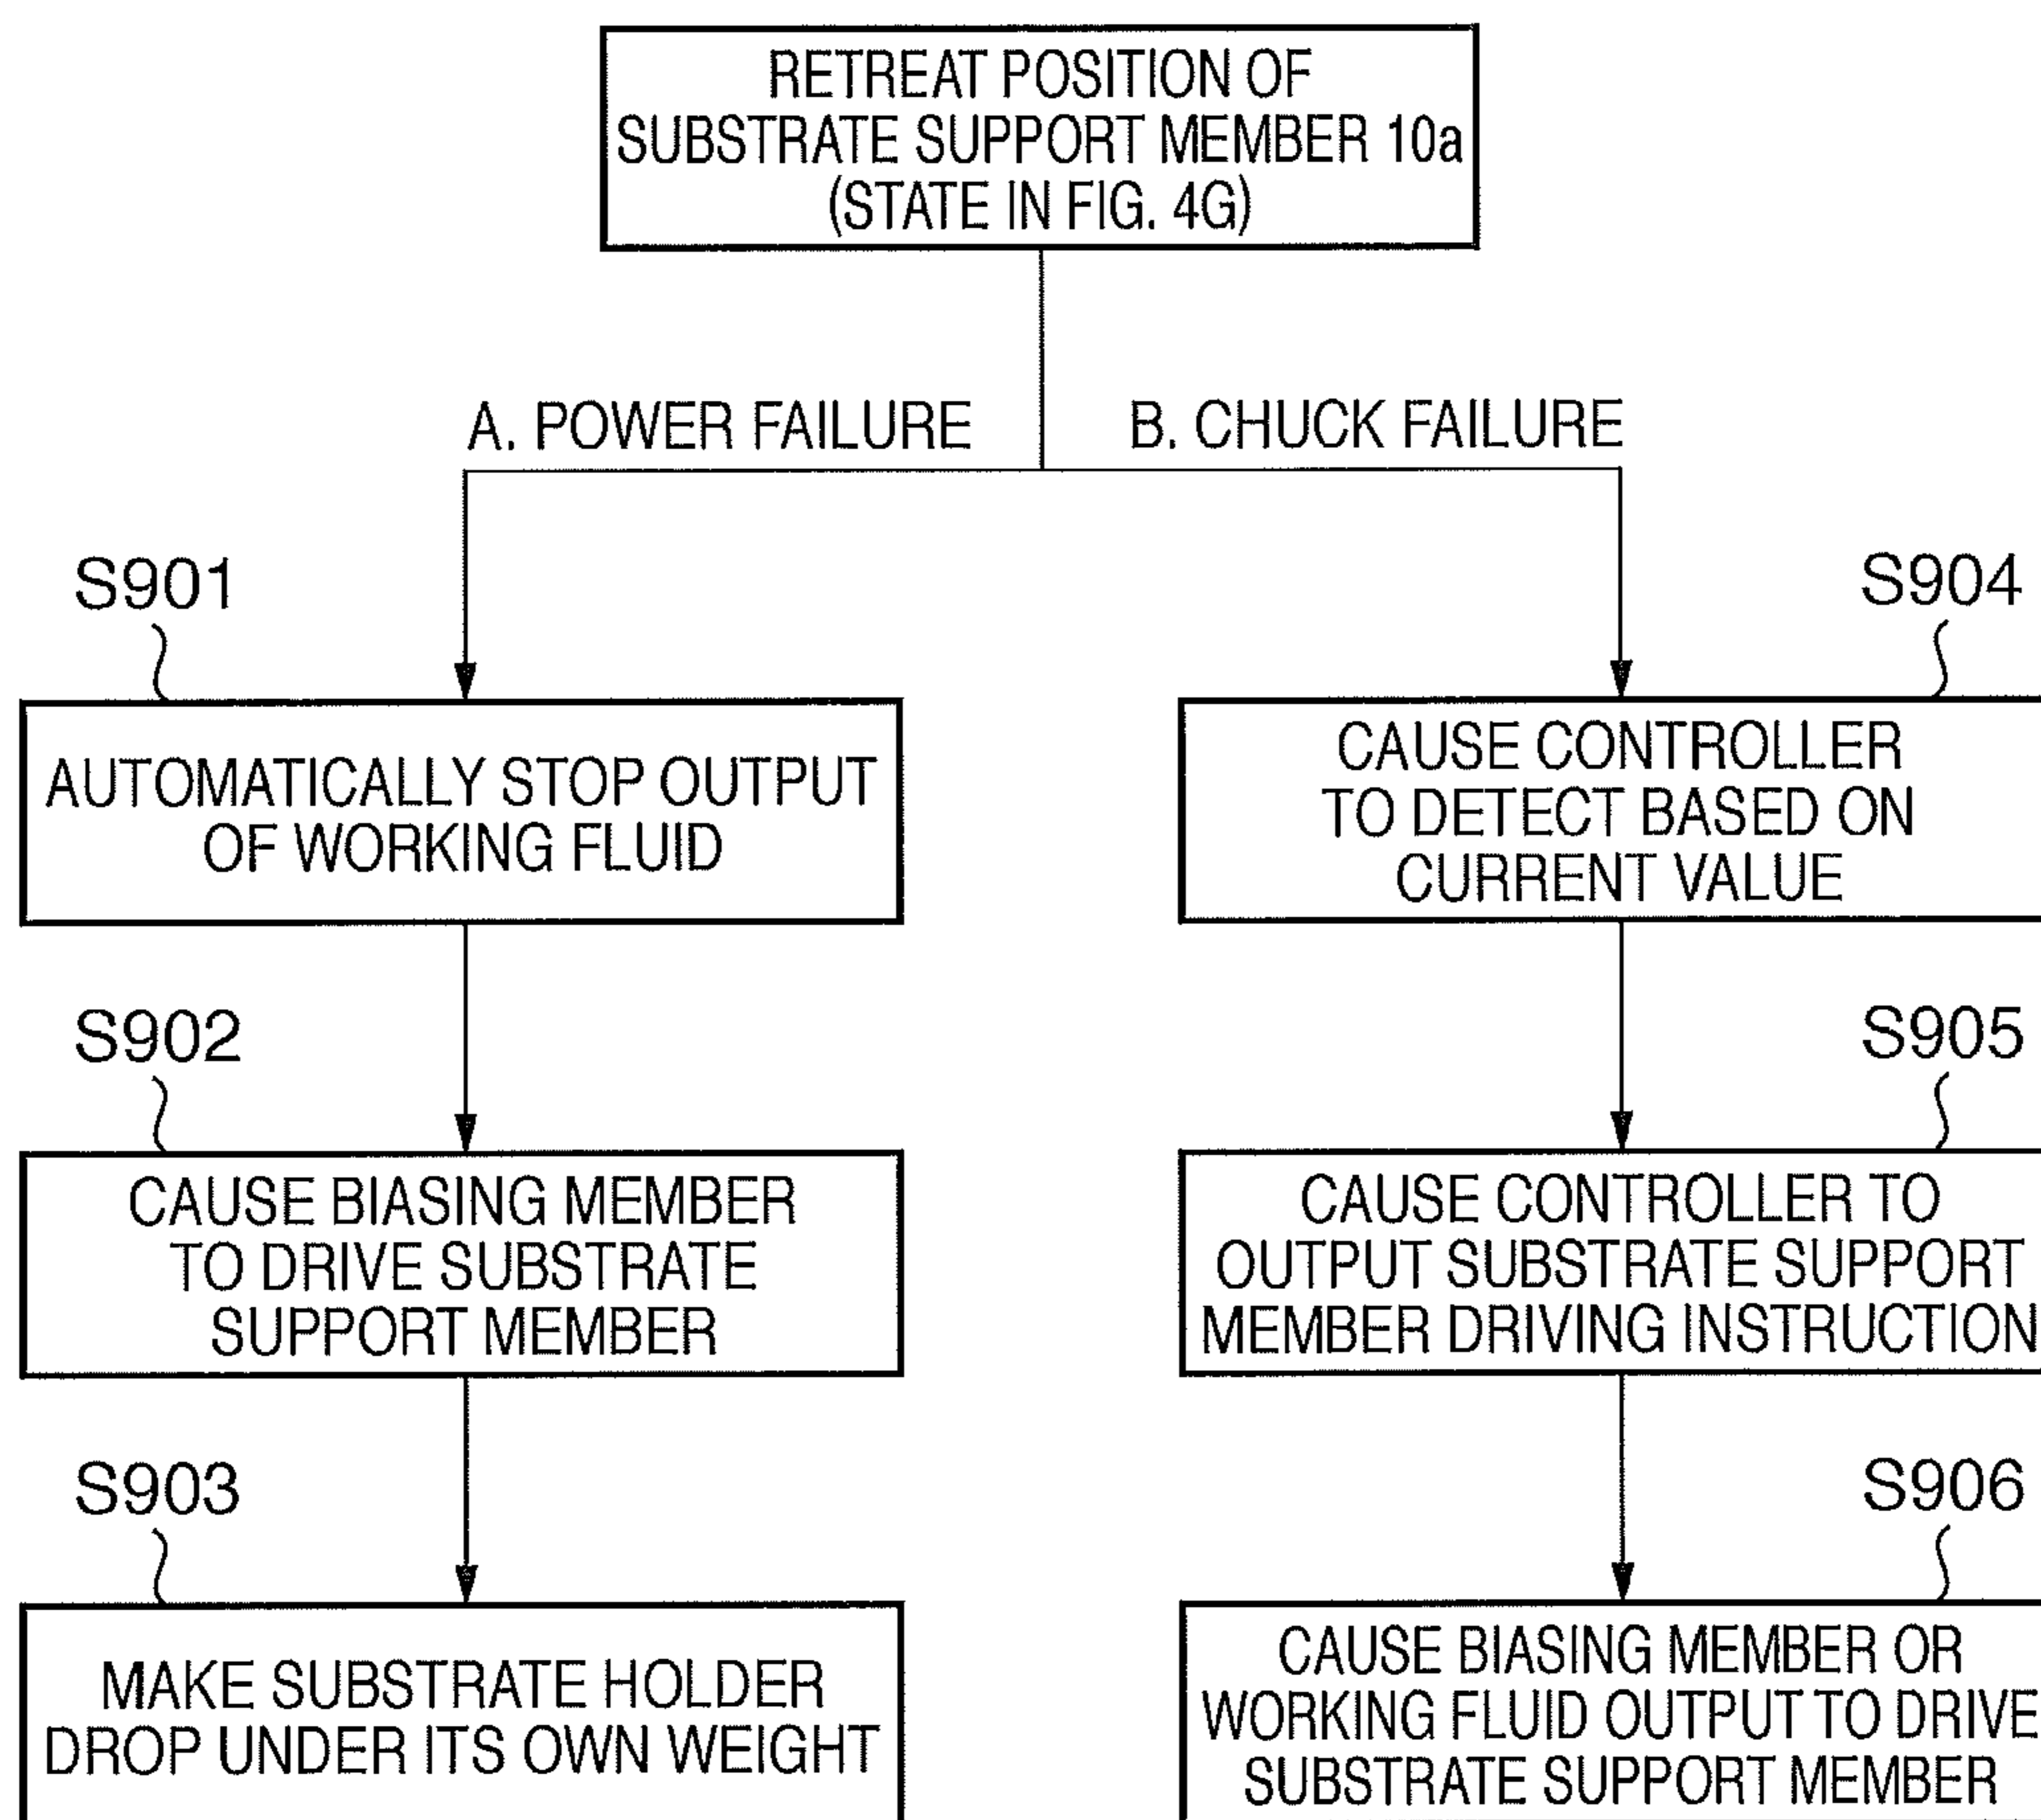 RETREAT POSITION OF
SUBSTRATE SUPPORT MEMBER 10a
(STATE IN FIG. 4G)
A. POWER FAILURE
B. CHUCK FAILURE
S901
AUTOMATICALLY STOP OUTPUT
OF WORKING FLUID
S902
CAUSE BIASING MEMBER
TO DRIVE SUBSTRATE
SUPPORT MEMBER
S903
MAKE SUBSTRATE HOLDER
DROP UNDER ITS OWN WEIGHT
S904
CAUSE CONTROLLER
TO DETECT BASED ON
CURRENT VALUE
S905
CAUSE CONTROLLER TO
OUTPUT SUBSTRATE SUPPORT
MEMBER DRIVING INSTRUCTION
S906
CAUSE BIASING MEMBER OR
WORKING FLUID OUTPUT TO DRIVE
SUBSTRATE SUPPORT MEMBER